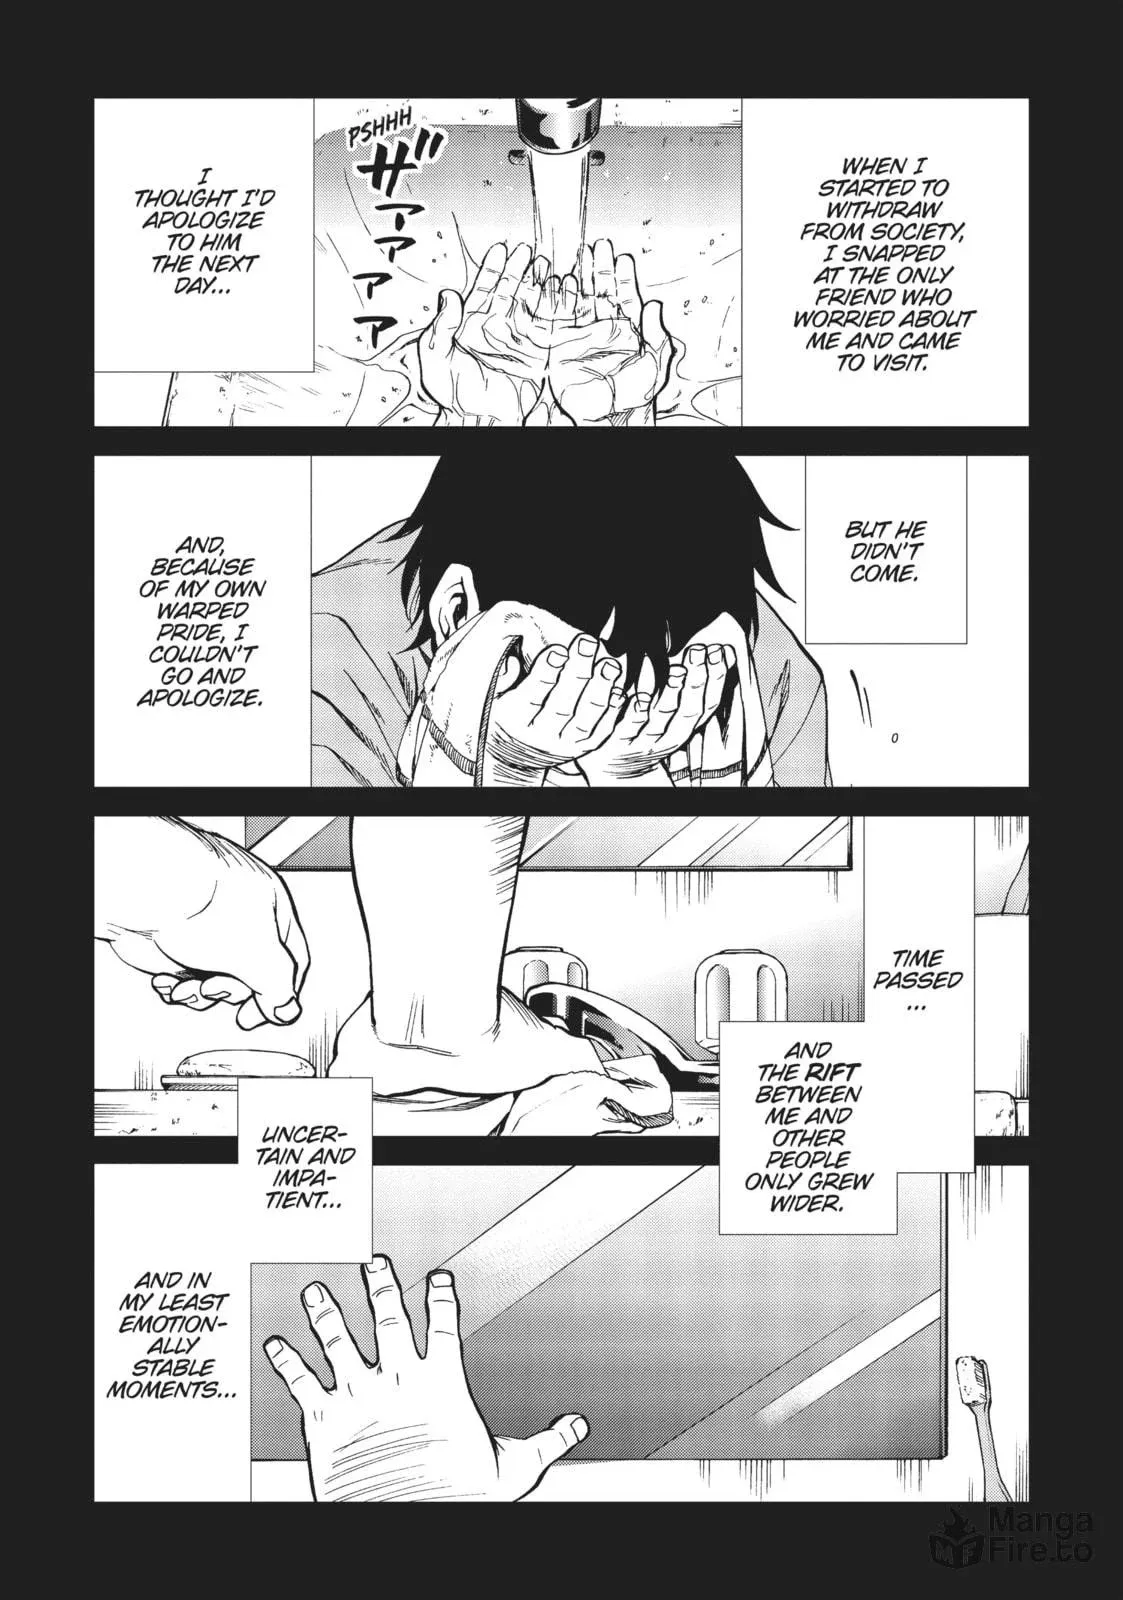 WHEN I
STARTED TO
WITHDRAW
FROM SOCIETY,
I SNAPPED
AT THE ONLY
FRIEND WHO
WORRIED ABOUT
ME AND CAME
TO VISIT.
PSHHH
ザァァァァ
I
THOUGHT I'D
APOLOGIZE
TO HIM
THE NEXT
DAY...
BUT HE
DIDN'T
COME.
AND,
BECAUSE
OF MY OWN
WARPED
PRIDE, I
COULDN'T
GO AND
APOLOGIZE.
TIME
PASSED
...
AND
THE RIFT
BETWEEN
ME AND
OTHER
PEOPLE
ONLY GREW
WIDER.
UNCER-
TAIN AND
IMPA-
TIENT...
AND IN
MY LEAST
EMOTION-
ALLY
STABLE
MOMENTS...
MF
Manga
Fire.to